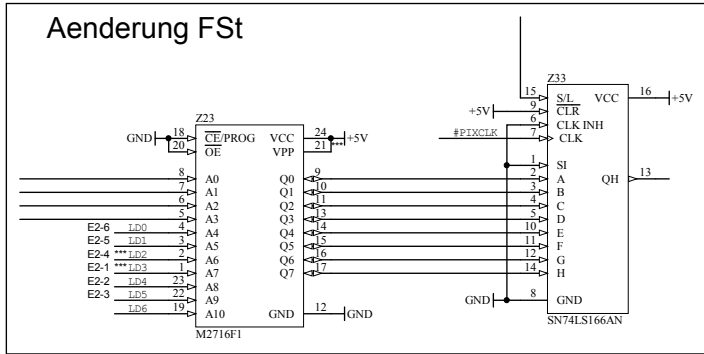 Aenderung FSt
Z33
15 S/L VCC 16 +5V
+5V 9 CLR
6 CLK INH
#PIXCLK 7 CLK
1 SI
2 A QH 13
3 B
4 C
5 D
10 E
11 F
12 G
14 H
GND 8 GND
SN74LS166AN
Z23
GND 18 CE/PROG VCC 24 +5V
20 OE VPP 21 ***
8 A0 Q0 9
7 A1 Q1 10
6 A2 Q2 11
5 A3 Q3 13
E2-6 LD0 4 A4 Q4 14
E2-5 LD1 3 A5 Q5 15
E2-4 *** LD2 2 A6 Q6 16
E2-1 *** LD3 1 A7 Q7 17
E2-2 LD4 23 A8
E2-3 LD5 22 A9
LD6 19 A10 GND 12 GND
M2716F1